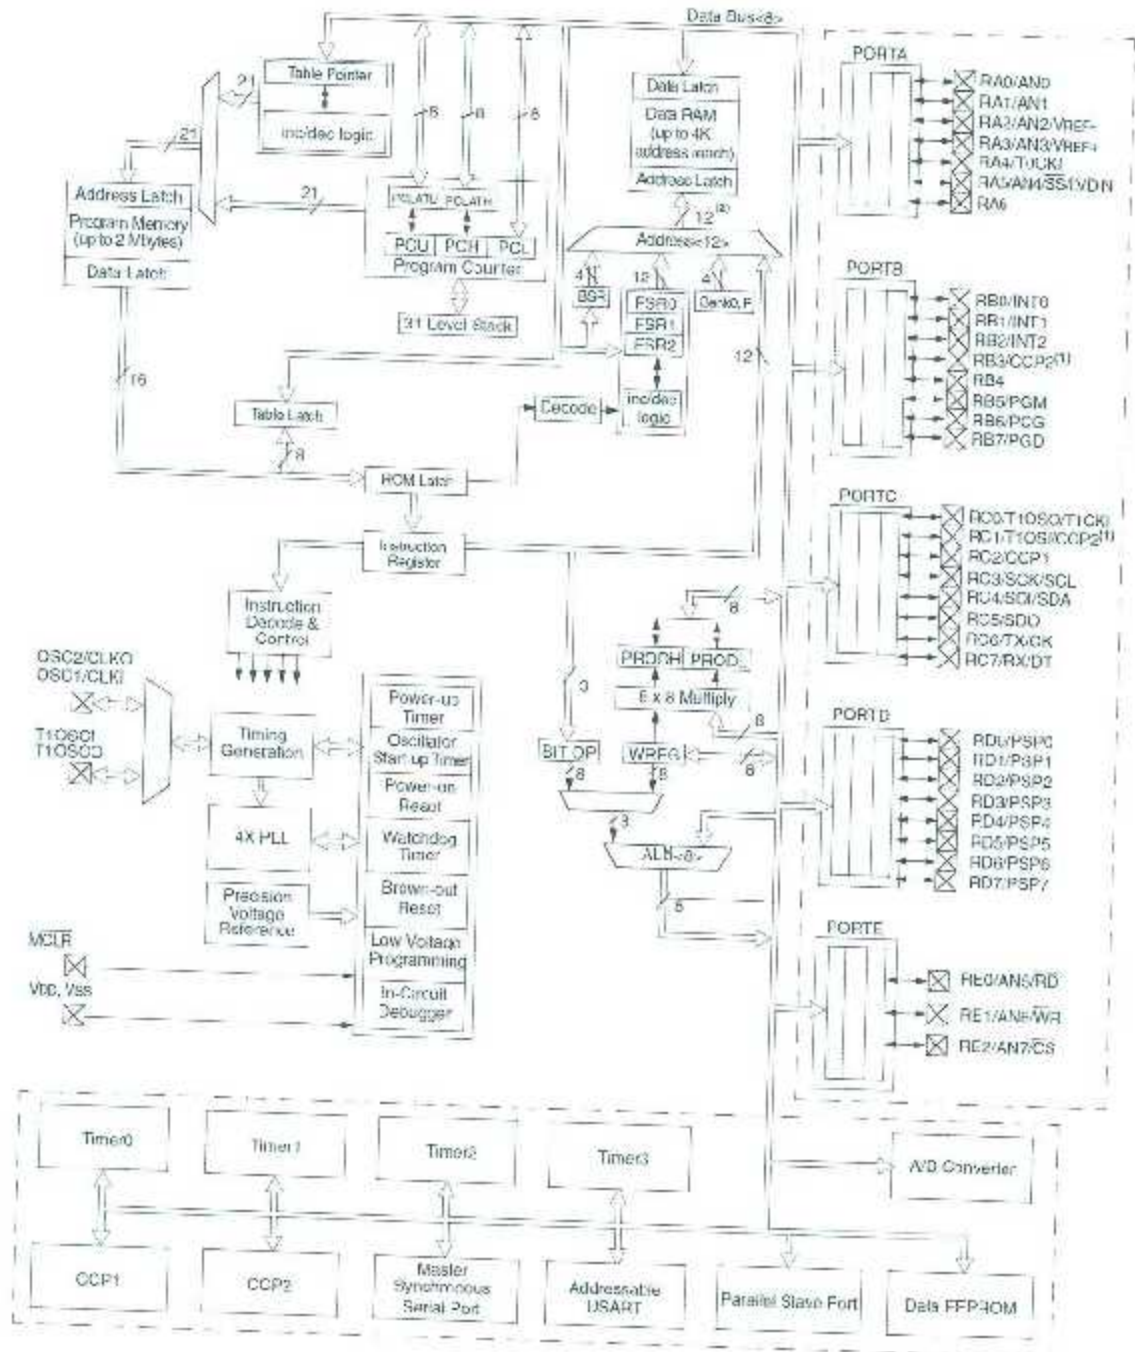 Data Bus<8>
Table Pointer
inc/dec logic
21
21
21
5
8
8
Address Latch
Program Memory
(up to 2 Mbytes)
Data Latch
PCLATU PCLATH
PCU PCH PCL
Program Counter
31 Level Stack
Data Latch
Data RAM
(up to 4K
address reach)
Address Latch
12(2)
Address<12>
4 12 4
BSR
FSR0
FSR1
FSR2
Bank0, F
12
inc/dec
logic
Decode
16
Table Latch
8
ROM Latch
Instruction
Register
Instruction
Decode &
Control
OSC2/CLKO
OSC1/CLKI
T1OSCI
T1OSCO
Timing
Generation
4X PLL
Precision
Voltage
Reference
MCLR
VDD, VSS
Power-up
Timer
Oscillator
Start-up Timer
Power-on
Reset
Watchdog
Timer
Brown-out
Reset
Low Voltage
Programming
In-Circuit
Debugger
8
PRODH PRODL
8 x 8 Multiply
3
8
BIT OP
WREG
8
8
8
8
ALU<8>
8
PORTA
RA0/AN0
RA1/AN1
RA2/AN2/VREF-
RA3/AN3/VREF+
RA4/T0CKI
RA5/AN4/SS/LVDIN
RA6
PORTB
RB0/INT0
RB1/INT1
RB2/INT2
RB3/CCP2(1)
RB4
RB5/PGM
RB6/PCG
RB7/PGD
PORTC
RC0/T1OSO/T1CKI
RC1/T1OSI/CCP2(1)
RC2/CCP1
RC3/SCK/SCL
RC4/SDI/SDA
RC5/SDO
RC6/TX/CK
RC7/RX/DT
PORTD
RD0/PSP0
RD1/PSP1
RD2/PSP2
RD3/PSP3
RD4/PSP4
RD5/PSP5
RD6/PSP6
RD7/PSP7
PORTE
RE0/AN5/RD
RE1/AN6/WR
RE2/AN7/CS
Timer0
Timer1
Timer2
Timer3
A/D Converter
CCP1
CCP2
Master
Synchronous
Serial Port
Addressable
USART
Parallel Slave Port
Data EEPROM